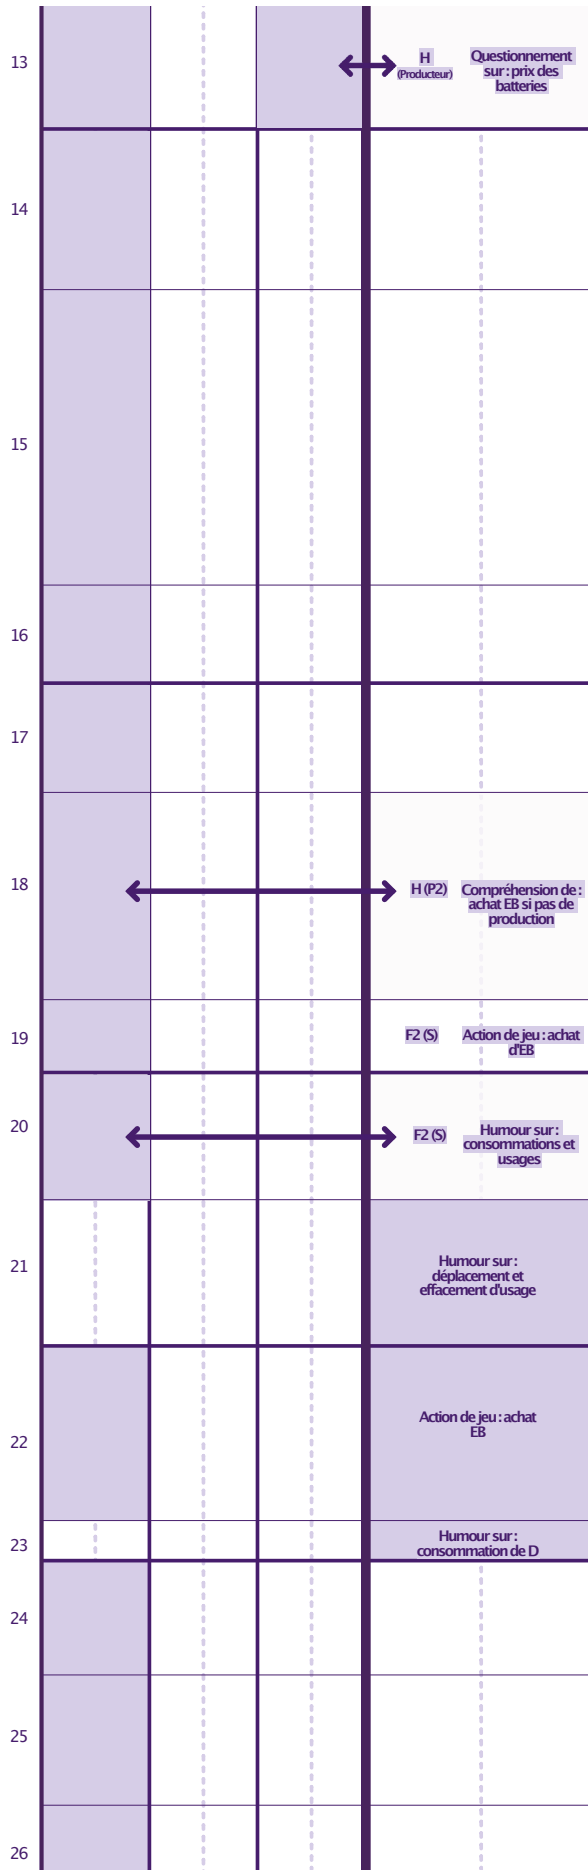 13
H
(Producteur)
Questionnement
sur : prix des
batteries
14
15
16
17
18
H (P2)
Compréhension de :
achat EB si pas de
production
19
F2 (S)
Action de jeu : achat
d'EB
20
F2 (S)
Humour sur :
consommations et
usages
21
Humour sur :
déplacement et
effacement d'usage
22
Action de jeu : achat
EB
23
Humour sur :
consommation de D
24
25
26